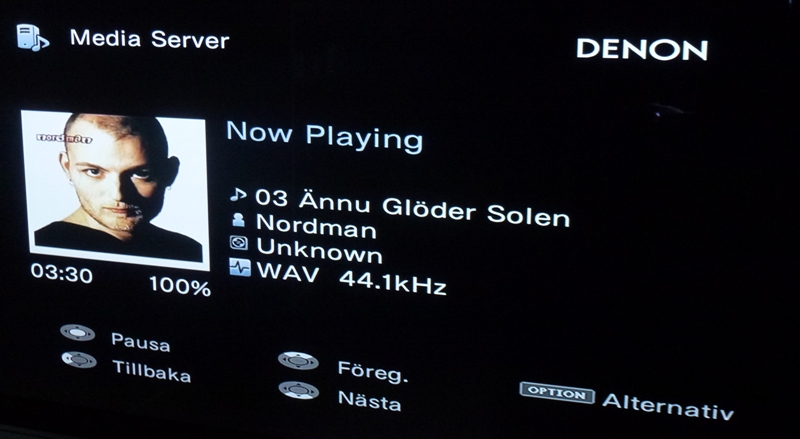 Media Server
DENON
nordman
Now Playing
03 Ännu Glöder Solen
Nordman
Unknown
WAV 44.1kHz
03:30 100%
Pausa
Tillbaka
Föreg.
Nästa
OPTION Alternativ